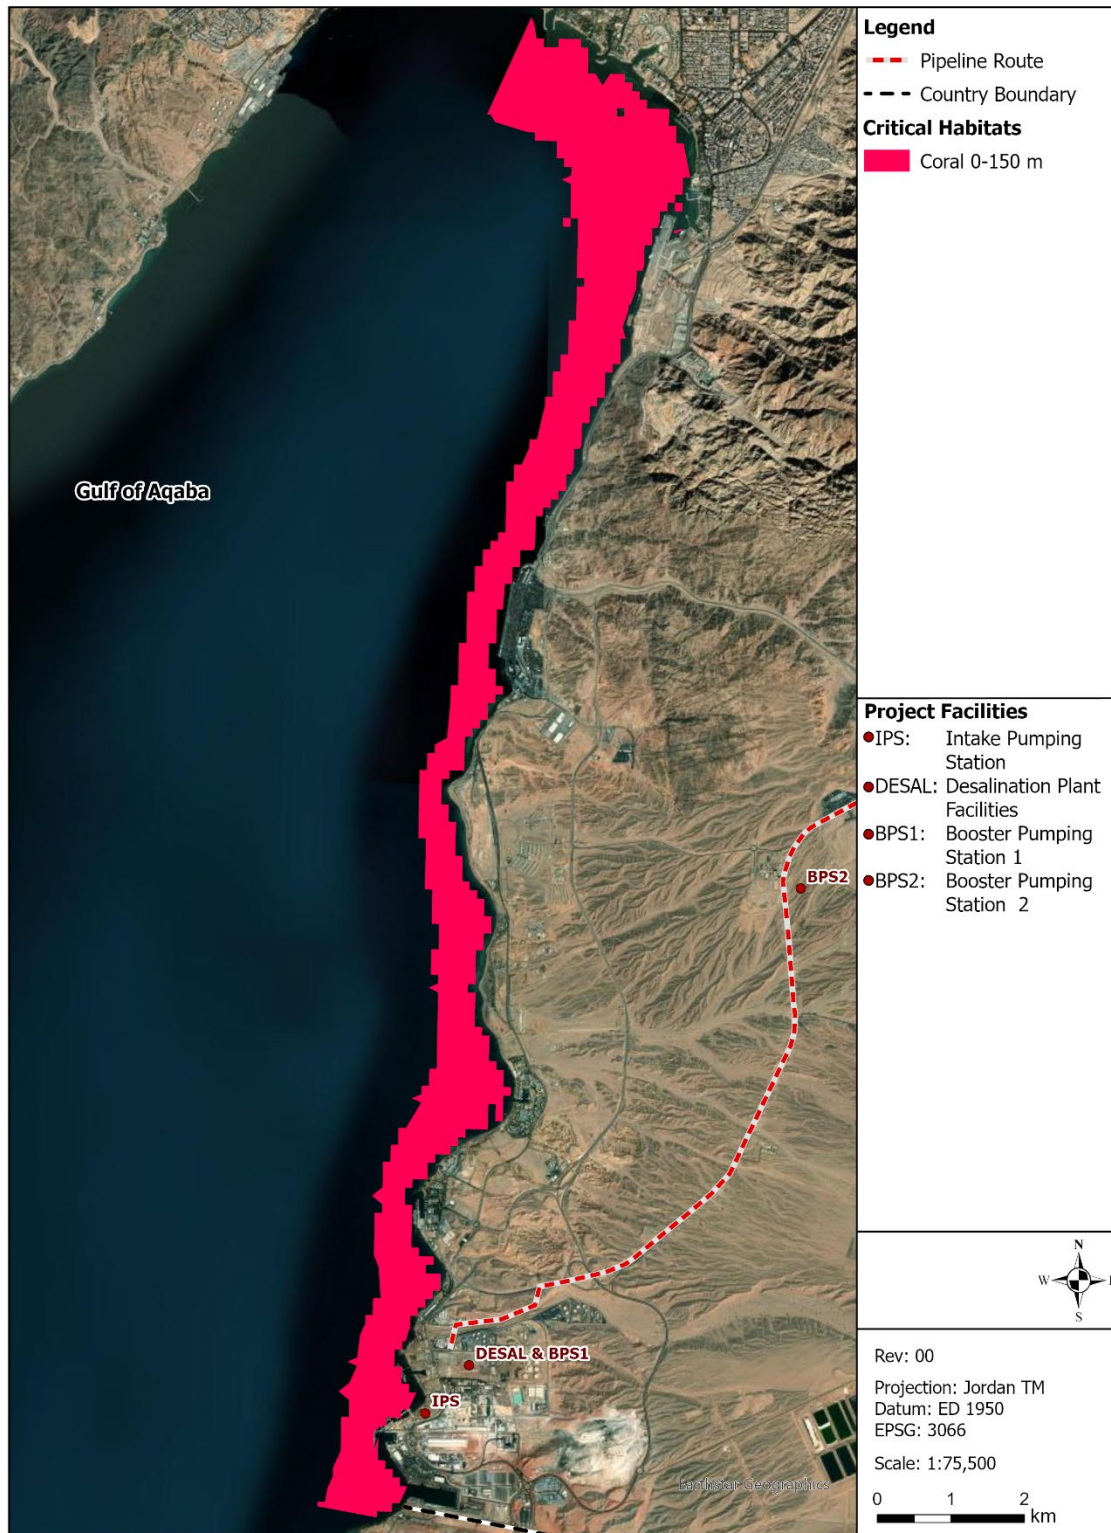 Legend
Pipeline Route
Country Boundary
Critical Habitats
Coral 0-150 m
Gulf of Aqaba
Project Facilities
IPS: Intake Pumping
Station
DESAL: Desalination Plant
Facilities
BPS1: Booster Pumping
Station 1
BPS2: Booster Pumping
Station 2
BPS2
DESAL & BPS1
IPS
Earthstar Geographics
N
W E
S
Rev: 00
Projection: Jordan TM
Datum: ED 1950
EPSG: 3066
Scale: 1:75,500
0 1 2
km